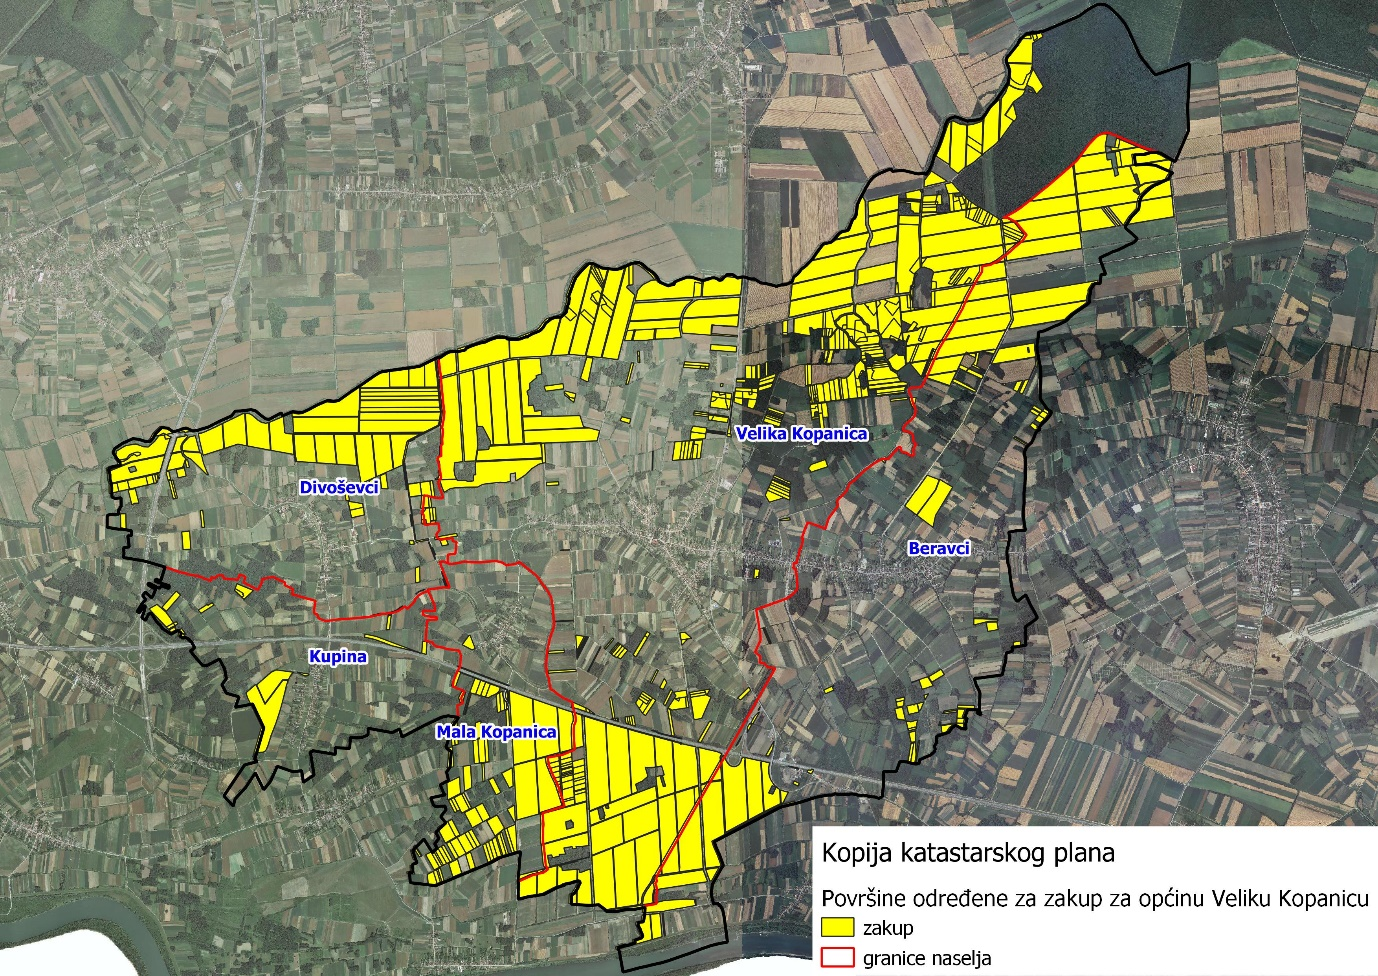 Velika Kopanica
Divoševci
Beravci
Kupina
Mala Kopanica
Kopija katastarskog plana
Površine određene za zakup za općinu Veliku Kopanicu
zakup
granice naselja